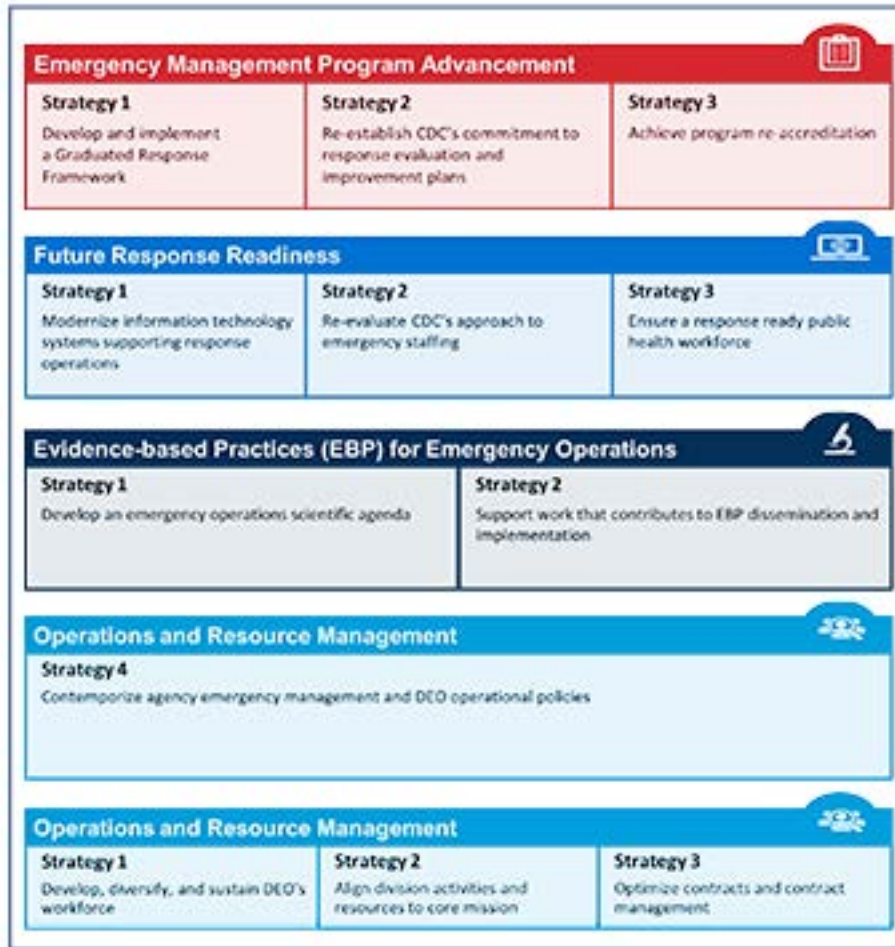 Emergency Management Program Advancement
Strategy 1
Develop and implement
a Graduated Response
Framework
Strategy 2
Re-establish CDC's commitment to
response evaluation and
improvement plans
Strategy 3
Achieve program re-accreditation
Future Response Readiness
Strategy 1
Modernize information technology
systems supporting response
operations
Strategy 2
Re-evaluate CDC's approach to
emergency staffing
Strategy 3
Ensure a response ready public
health workforce
Evidence-based Practices (EBP) for Emergency Operations
Strategy 1
Develop an emergency operations scientific agenda
Strategy 2
Support work that contributes to EBP dissemination and
implementation
Operations and Resource Management
Strategy 4
Contemporize agency emergency management and DEO operational policies
Operations and Resource Management
Strategy 1
Develop, diversify, and sustain DEO's
workforce
Strategy 2
Align division activities and
resources to core mission
Strategy 3
Optimize contracts and contract
management